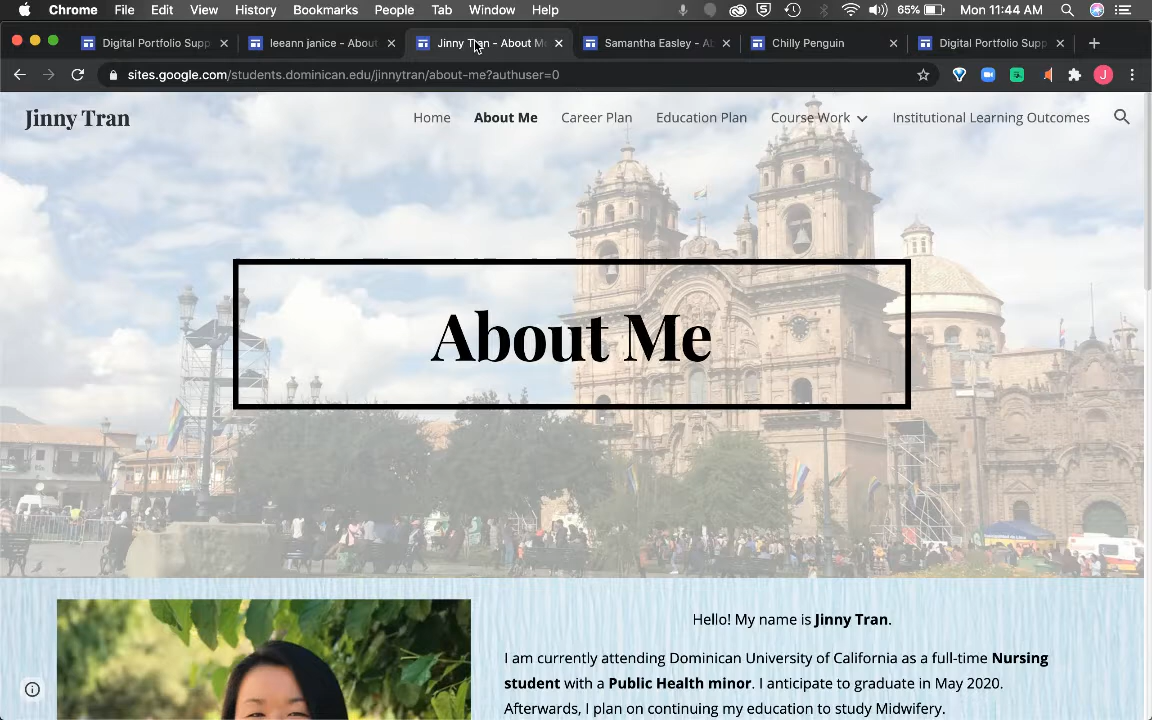 Chrome File Edit View History Bookmarks People Tab Window Help 65% Mon 11:44 AM
Digital Portfolio Supp leeann janice - About Jinny Tran - About M Samantha Easley - A Chilly Penguin Digital Portfolio Supp
sites.google.com/students.dominican.edu/jinnytran/about-me?authuser=0 J
Jinny Tran Home About Me Career Plan Education Plan Course Work Institutional Learning Outcomes
About Me
Hello! My name is Jinny Tran.
I am currently attending Dominican University of California as a full-time Nursing
student with a Public Health minor. I anticipate to graduate in May 2020.
Afterwards, I plan on continuing my education to study Midwifery.